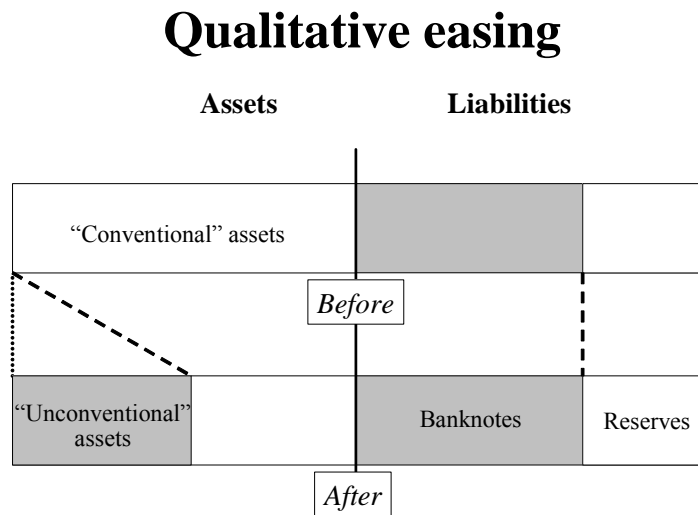 Qualitative easing
Assets Liabilities
“Conventional” assets
Before
“Unconventional”
assets
Banknotes
Reserves
After